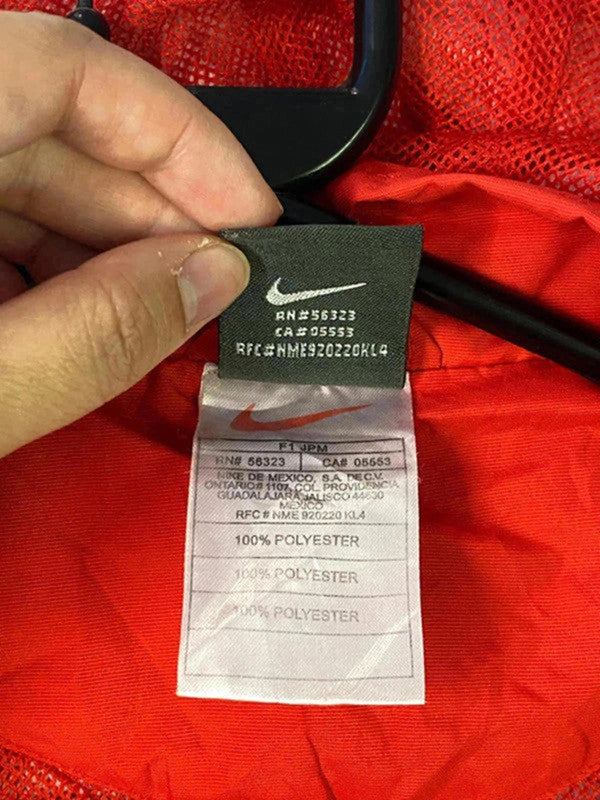 RN#56323
CA#05553
RFC#NME920220KL4
F1 JPM
RN# 56323 CA# 05553
NIKE DE MEXICO, S.A. DE C.V.
ONTARIO# 1107, COL. PROVIDENCIA
GUADALAJARA JALISCO 44630
MEXICO
RFC # NME 920220 KL4
100% POLYESTER
100% POLYESTER
100% POLYESTER